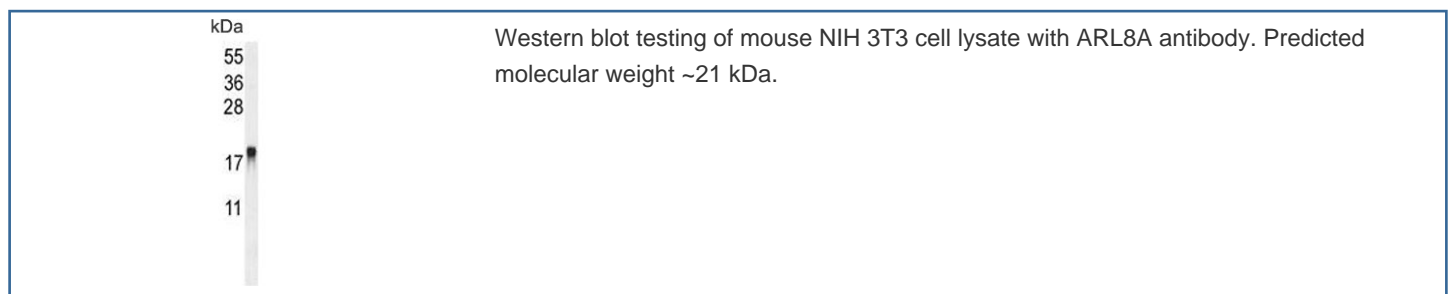 kDa
55
36
28
17
11
Western blot testing of mouse NIH 3T3 cell lysate with ARL8A antibody. Predicted
molecular weight ~21 kDa.